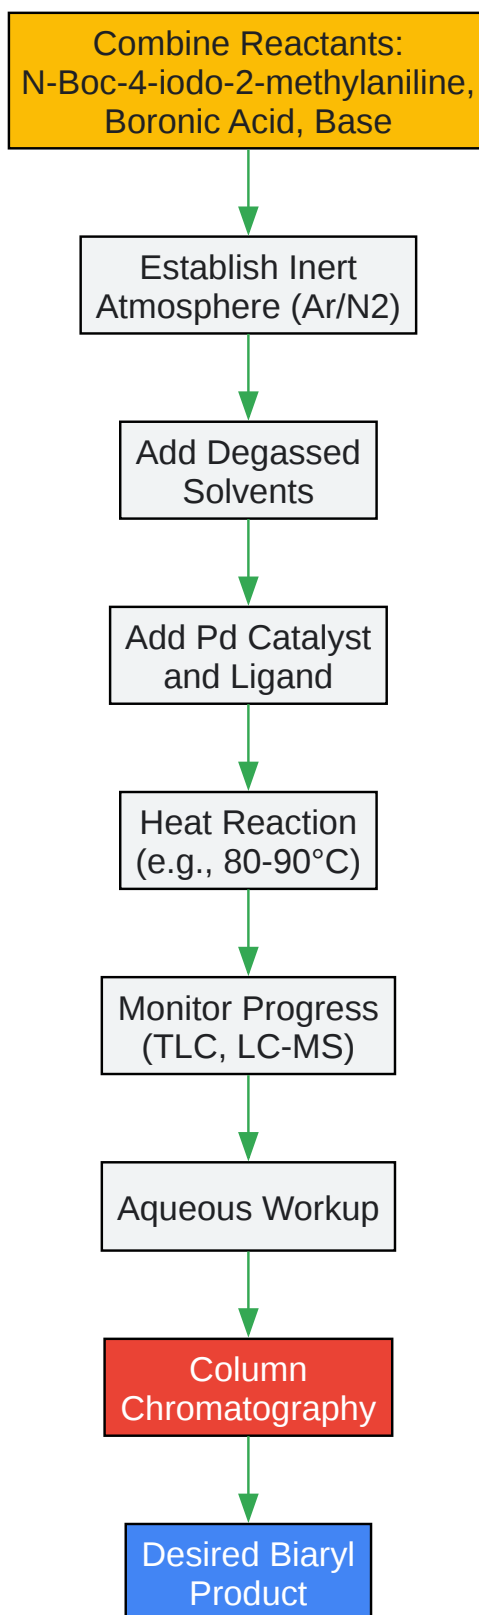 Combine Reactants:
N-Boc-4-iodo-2-methylaniline,
Boronic Acid, Base
Establish Inert
Atmosphere (Ar/N2)
Add Degassed
Solvents
Add Pd Catalyst
and Ligand
Heat Reaction
(e.g., 80-90°C)
Monitor Progress
(TLC, LC-MS)
Aqueous Workup
Column
Chromatography
Desired Biaryl
Product